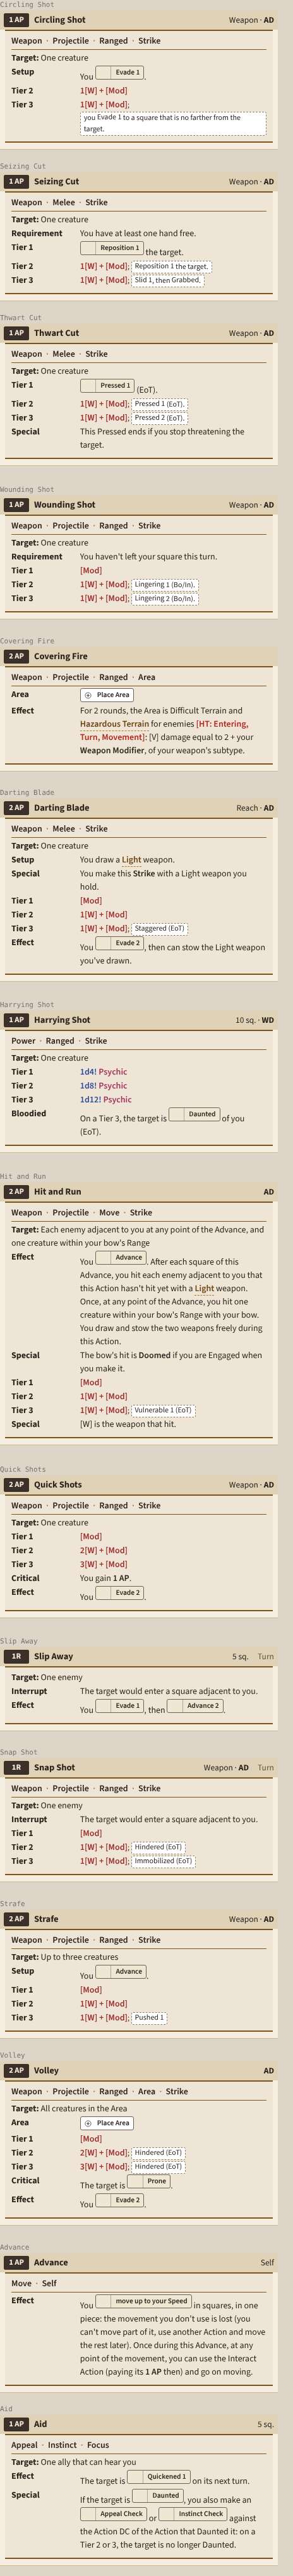 Circling Shot
1 AP Circling Shot Weapon · AD
Weapon · Projectile · Ranged · Strike
Target: One creature
Setup You Evade 1.
Tier 2 1[W] + [Mod]
Tier 3 1[W] + [Mod];
you Evade 1 to a square that is no farther from the
target.
Seizing Cut
1 AP Seizing Cut Weapon · AD
Weapon · Melee · Strike
Target: One creature
Requirement You have at least one hand free.
Tier 1 Reposition 1 the target.
Tier 2 1[W] + [Mod]; Reposition 1 the target.
Tier 3 1[W] + [Mod]; Slid 1, then Grabbed.
Thwart Cut
1 AP Thwart Cut Weapon · AD
Weapon · Melee · Strike
Target: One creature
Tier 1 Pressed 1 (EoT).
Tier 2 1[W] + [Mod]; Pressed 1 (EoT).
Tier 3 1[W] + [Mod]; Pressed 2 (EoT).
Special This Pressed ends if you stop threatening the
target.
Wounding Shot
1 AP Wounding Shot Weapon · AD
Weapon · Projectile · Ranged · Strike
Target: One creature
Requirement You haven't left your square this turn.
Tier 1 [Mod]
Tier 2 1[W] + [Mod]; Lingering 1 (Bo/In).
Tier 3 1[W] + [Mod]; Lingering 2 (Bo/In).
Covering Fire
2 AP Covering Fire
Weapon · Projectile · Ranged · Area
Area Place Area
Effect For 2 rounds, the Area is Difficult Terrain and
Hazardous Terrain for enemies [HT: Entering,
Turn, Movement]: [V] damage equal to 2 + your
Weapon Modifier, of your weapon's subtype.
Darting Blade
2 AP Darting Blade Reach · AD
Weapon · Melee · Strike
Target: One creature
Setup You draw a Light weapon.
Special You make this Strike with a Light weapon you
hold.
Tier 1 [Mod]
Tier 2 1[W] + [Mod]
Tier 3 1[W] + [Mod]; Staggered (EoT)
Effect You Evade 2, then can stow the Light weapon
you've drawn.
Harrying Shot
1 AP Harrying Shot 10 sq. · WD
Power · Ranged · Strike
Target: One creature
Tier 1 1d4! Psychic
Tier 2 1d8! Psychic
Tier 3 1d12! Psychic
Bloodied On a Tier 3, the target is Daunted of you
(EoT).
Hit and Run
2 AP Hit and Run AD
Weapon · Projectile · Move · Strike
Target: Each enemy adjacent to you at any point of the Advance, and
one creature within your bow's Range
Effect You Advance. After each square of this
Advance, you hit each enemy adjacent to you that
this Action hasn't hit yet with a Light weapon.
Once, at any point of the Advance, you hit one
creature within your bow's Range with your bow.
You draw and stow the two weapons freely during
this Action.
Special The bow's hit is Doomed if you are Engaged when
you make it.
Tier 1 [Mod]
Tier 2 1[W] + [Mod]
Tier 3 1[W] + [Mod]; Vulnerable 1 (EoT)
Special [W] is the weapon that hit.
Quick Shots
2 AP Quick Shots Weapon · AD
Weapon · Projectile · Ranged · Strike
Target: One creature
Tier 1 [Mod]
Tier 2 2[W] + [Mod]
Tier 3 3[W] + [Mod]
Critical You gain 1 AP.
Effect You Evade 2.
Slip Away
1R Slip Away 5 sq. Turn
Target: One enemy
Interrupt The target would enter a square adjacent to you.
Effect You Evade 1, then Advance 2.
Snap Shot
1R Snap Shot Weapon · AD Turn
Weapon · Projectile · Ranged · Strike
Target: One enemy
Interrupt The target would enter a square adjacent to you.
Tier 1 [Mod]
Tier 2 1[W] + [Mod]; Hindered (EoT)
Tier 3 1[W] + [Mod]; Immobilized (EoT)
Strafe
2 AP Strafe Weapon · AD
Weapon · Projectile · Ranged · Strike
Target: Up to three creatures
Setup You Advance.
Tier 1 [Mod]
Tier 2 1[W] + [Mod]
Tier 3 1[W] + [Mod]; Pushed 1
Volley
2 AP Volley AD
Weapon · Projectile · Ranged · Area · Strike
Target: All creatures in the Area
Area Place Area
Tier 1 [Mod]
Tier 2 2[W] + [Mod]; Hindered (EoT)
Tier 3 3[W] + [Mod]; Hindered (EoT)
Critical The target is Prone.
Effect You Evade 2.
Advance
1 AP Advance Self
Move · Self
Effect You move up to your Speed in squares, in one
piece: the movement you don't use is lost (you
can't move part of it, use another Action and move
the rest later). Once during this Advance, at any
point of the movement, you can use the Interact
Action (paying its 1 AP then) and go on moving.
Aid
1 AP Aid 5 sq.
Appeal · Instinct · Focus
Target: One ally that can hear you
Effect The target is Quickened 1 on its next turn.
Special If the target is Daunted, you also make an
Appeal Check or Instinct Check against
the Action DC of the Action that Daunted it: on a
Tier 2 or 3, the target is no longer Daunted.